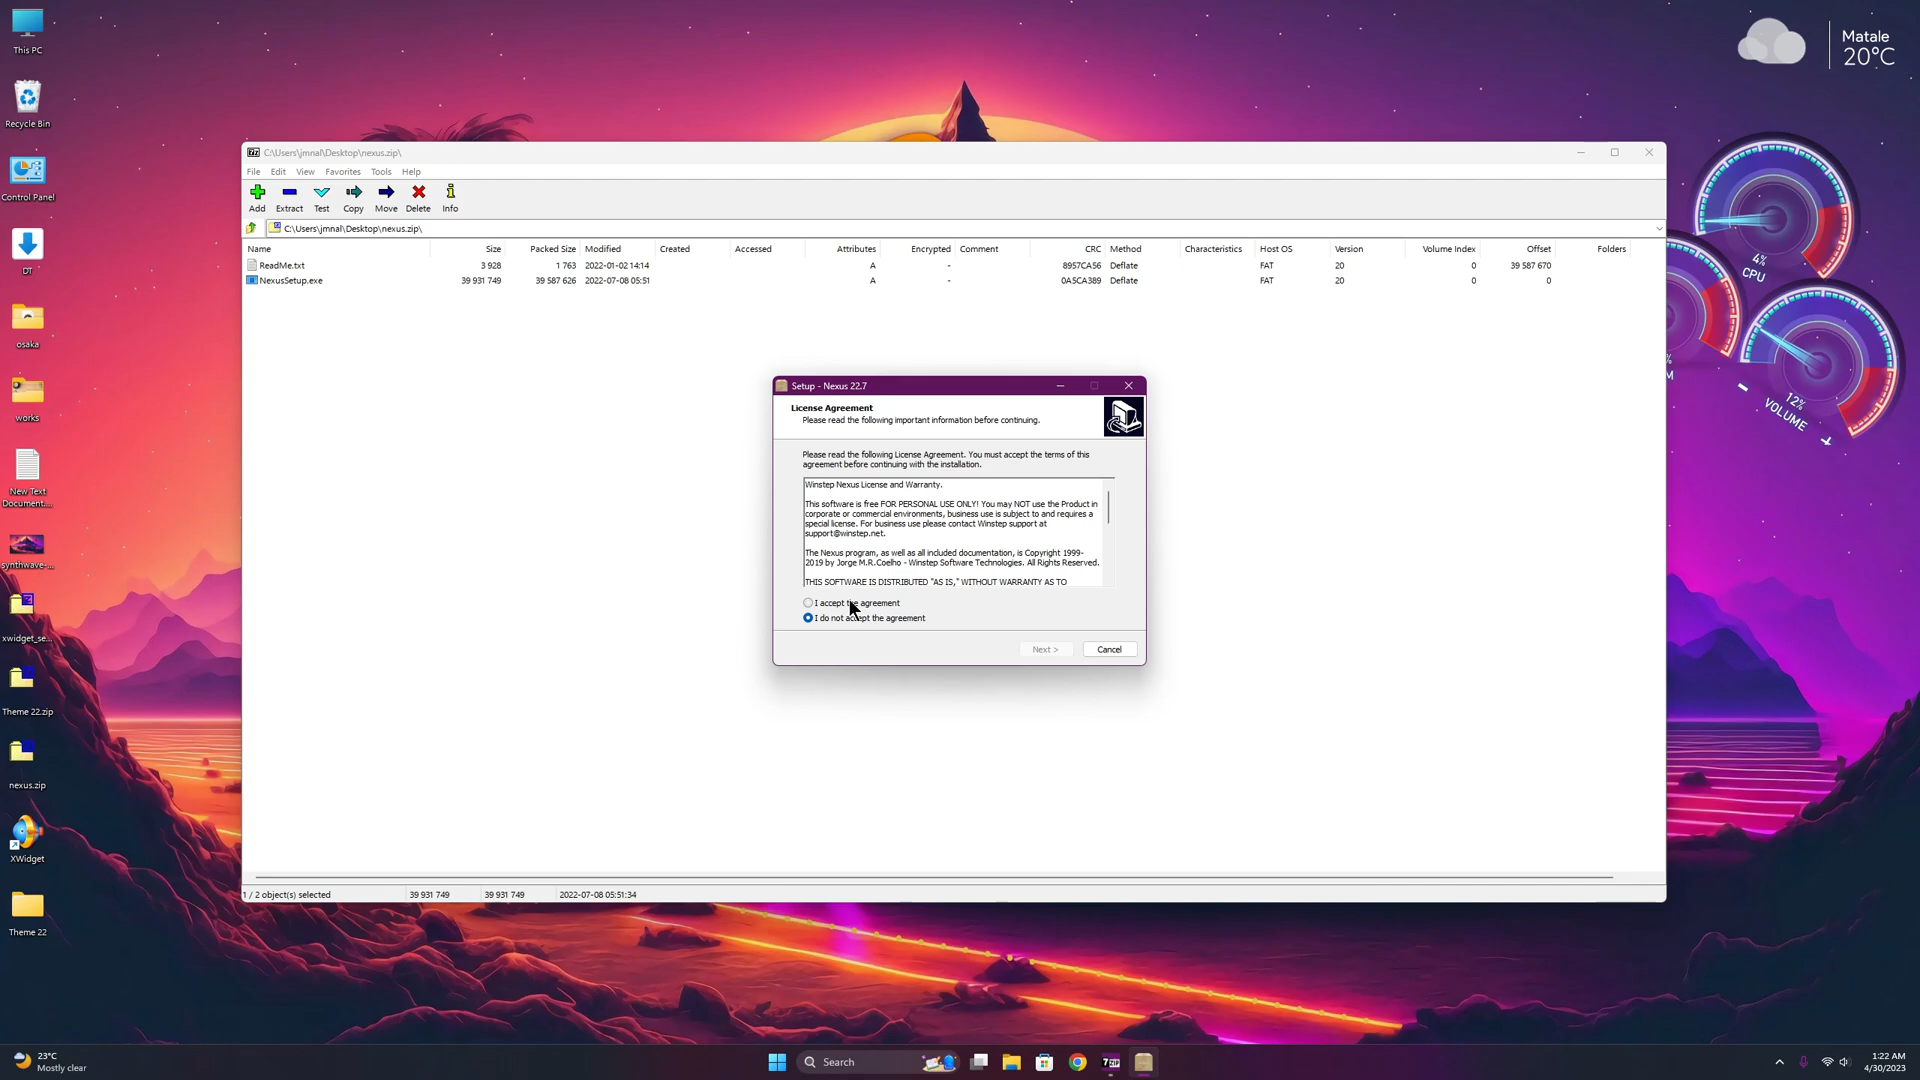 This PC
Recycle Bin
Control Panel
DT
osaka
works
New Text
Document....
synthwave-...
xwidget_se...
Theme 22.zip
nexus.zip
XWidget
Theme 22
Matale
20°C
4%
CPU
%
M
12%
VOLUME
C:\Users\jmnal\Desktop\nexus.zip\
File Edit View Favorites Tools Help
Add Extract Test Copy Move Delete Info
C:\Users\jmnal\Desktop\nexus.zip\
Name Size Packed Size Modified Created Accessed Attributes Encrypted Comment CRC Method Characteristics Host OS Version Volume Index Offset Folders
ReadMe.txt 3 928 1 763 2022-01-02 14:14 A - 8957CA56 Deflate FAT 20 0 39 587 670
NexusSetup.exe 39 931 749 39 587 626 2022-07-08 05:51 A - 0A5CA389 Deflate FAT 20 0 0
Setup - Nexus 22.7
License Agreement
Please read the following important information before continuing.
Please read the following License Agreement. You must accept the terms of this
agreement before continuing with the installation.
Winstep Nexus License and Warranty.
This software is free FOR PERSONAL USE ONLY! You may NOT use the Product in
corporate or commercial environments, business use is subject to and requires a
special license. For business use please contact Winstep support at
support@winstep.net.
The Nexus program, as well as all included documentation, is Copyright 1999-
2019 by Jorge M.R.Coelho - Winstep Software Technologies. All Rights Reserved.
THIS SOFTWARE IS DISTRIBUTED "AS IS," WITHOUT WARRANTY AS TO
I accept the agreement
I do not accept the agreement
Next > Cancel
1 / 2 object(s) selected 39 931 749 39 931 749 2022-07-08 05:51:34
23°C
Mostly clear
Search
7ZIP
1:22 AM
4/30/2023